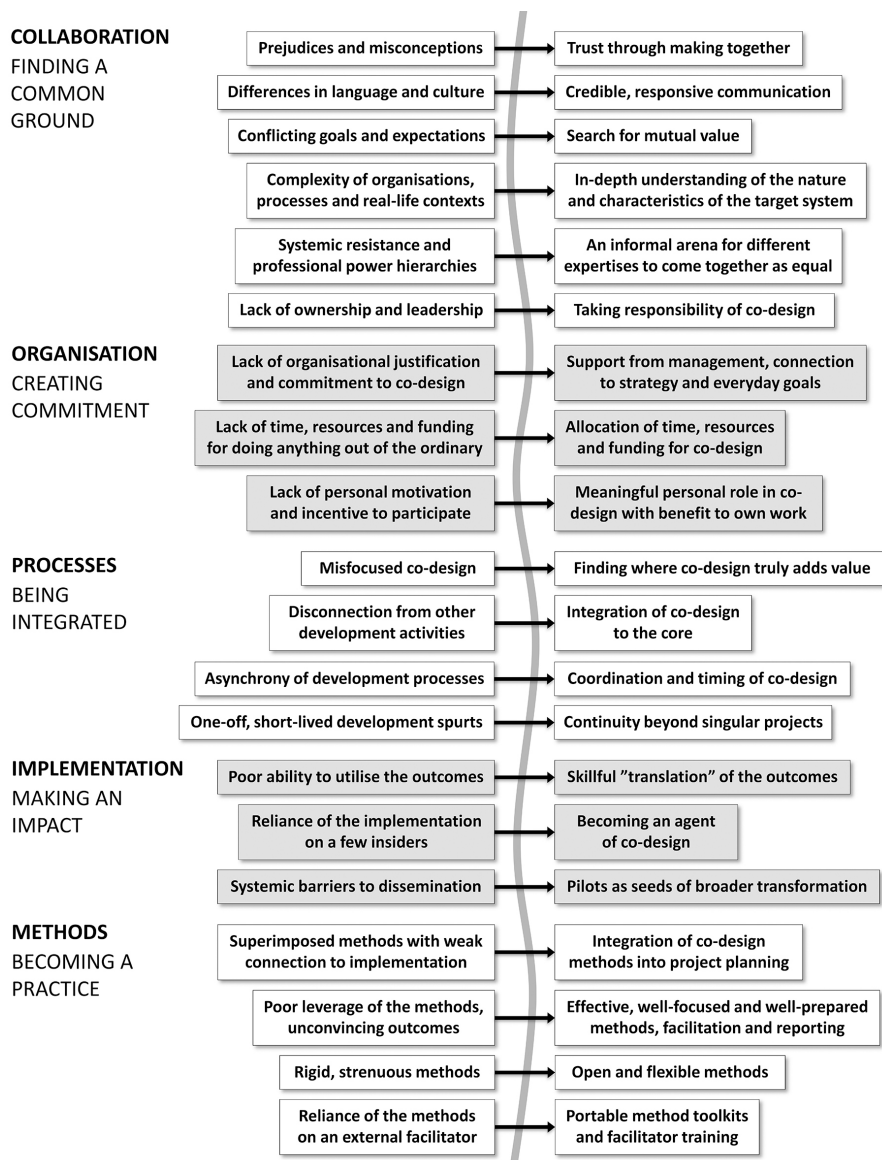 COLLABORATION
FINDING A
COMMON
GROUND
Prejudices and misconceptions
Trust through making together
Differences in language and culture
Credible, responsive communication
Conflicting goals and expectations
Search for mutual value
Complexity of organisations,
processes and real-life contexts
In-depth understanding of the nature
and characteristics of the target system
Systemic resistance and
professional power hierarchies
An informal arena for different
expertises to come together as equal
Lack of ownership and leadership
Taking responsibility of co-design
ORGANISATION
CREATING
COMMITMENT
Lack of organisational justification
and commitment to co-design
Support from management, connection
to strategy and everyday goals
Lack of time, resources and funding
for doing anything out of the ordinary
Allocation of time, resources
and funding for co-design
Lack of personal motivation
and incentive to participate
Meaningful personal role in co-
design with benefit to own work
PROCESSES
BEING
INTEGRATED
Misfocused co-design
Finding where co-design truly adds value
Disconnection from other
development activities
Integration of co-design
to the core
Asynchrony of development processes
Coordination and timing of co-design
One-off, short-lived development spurts
Continuity beyond singular projects
IMPLEMENTATION
MAKING AN
IMPACT
Poor ability to utilise the outcomes
Skillful ”translation” of the outcomes
Reliance of the implementation
on a few insiders
Becoming an agent
of co-design
Systemic barriers to dissemination
Pilots as seeds of broader transformation
METHODS
BECOMING A
PRACTICE
Superimposed methods with weak
connection to implementation
Integration of co-design
methods into project planning
Poor leverage of the methods,
unconvincing outcomes
Effective, well-focused and well-prepared
methods, facilitation and reporting
Rigid, strenuous methods
Open and flexible methods
Reliance of the methods
on an external facilitator
Portable method toolkits
and facilitator training